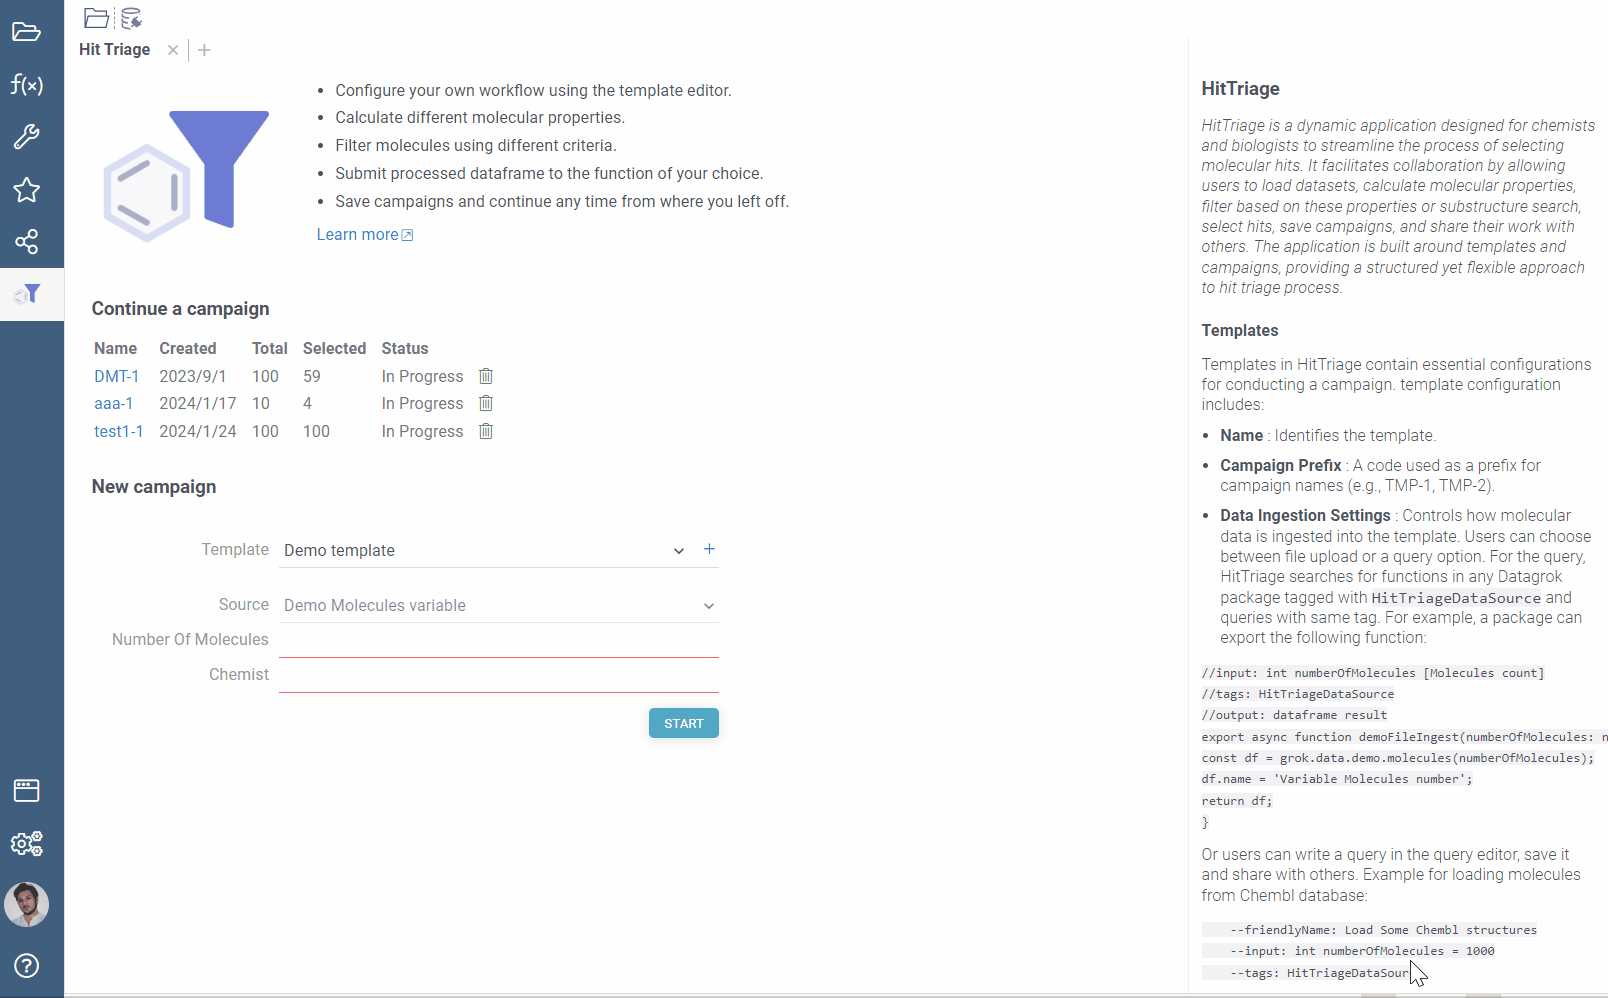 Hit Triage
Configure your own workflow using the template editor.
Calculate different molecular properties.
Filter molecules using different criteria.
Submit processed dataframe to the function of your choice.
Save campaigns and continue any time from where you left off.
Learn more
Continue a campaign
Name Created Total Selected Status
DMT-1 2023/9/1 100 59 In Progress
aaa-1 2024/1/17 10 4 In Progress
test1-1 2024/1/24 100 100 In Progress
New campaign
Template Demo template
Source Demo Molecules variable
Number Of Molecules
Chemist
START
f(x)
HitTriage
HitTriage is a dynamic application designed for chemists
and biologists to streamline the process of selecting
molecular hits. It facilitates collaboration by allowing
users to load datasets, calculate molecular properties,
filter based on these properties or substructure search,
select hits, save campaigns, and share their work with
others. The application is built around templates and
campaigns, providing a structured yet flexible approach
to hit triage process.
Templates
Templates in HitTriage contain essential configurations
for conducting a campaign. template configuration
includes:
Name : Identifies the template.
Campaign Prefix : A code used as a prefix for
campaign names (e.g., TMP-1, TMP-2).
Data Ingestion Settings : Controls how molecular
data is ingested into the template. Users can choose
between file upload or a query option. For the query,
HitTriage searches for functions in any Datagrok
package tagged with HitTriageDataSource and
queries with same tag. For example, a package can
export the following function:
//input: int numberOfMolecules [Molecules count]
//tags: HitTriageDataSource
//output: dataframe result
export async function demoFileIngest(numberOfMolecules: n
const df = grok.data.demo.molecules(numberOfMolecules);
df.name = 'Variable Molecules number';
return df;
}
Or users can write a query in the query editor, save it
and share with others. Example for loading molecules
from Chembl database:
--friendlyName: Load Some Chembl structures
--input: int numberOfMolecules = 1000
--tags: HitTriageDataSour